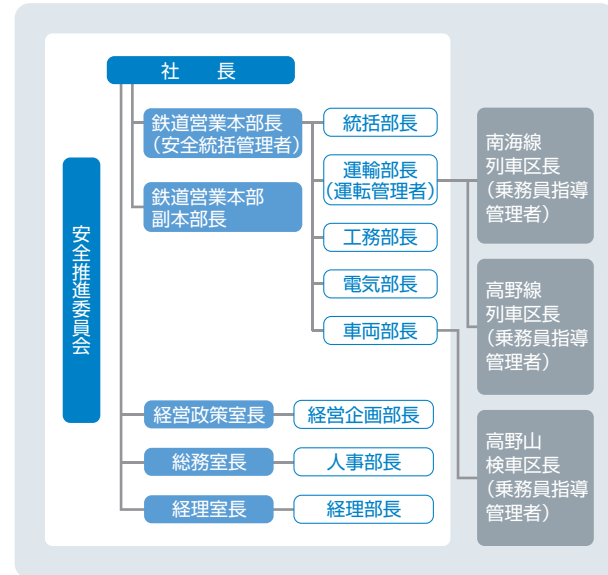 社長
鉄道営業本部長
（安全統括管理者）
鉄道営業本部
副本部長
統括部長
運輸部長
（運転管理者）
工務部長
電気部長
車両部長
南海線
列車区長
（乗務員指導
管理者）
高野線
列車区長
（乗務員指導
管理者）
高野山
検車区長
（乗務員指導
管理者）
安全推進委員会
経営政策室長
経営企画部長
総務室長
人事部長
経理室長
経理部長